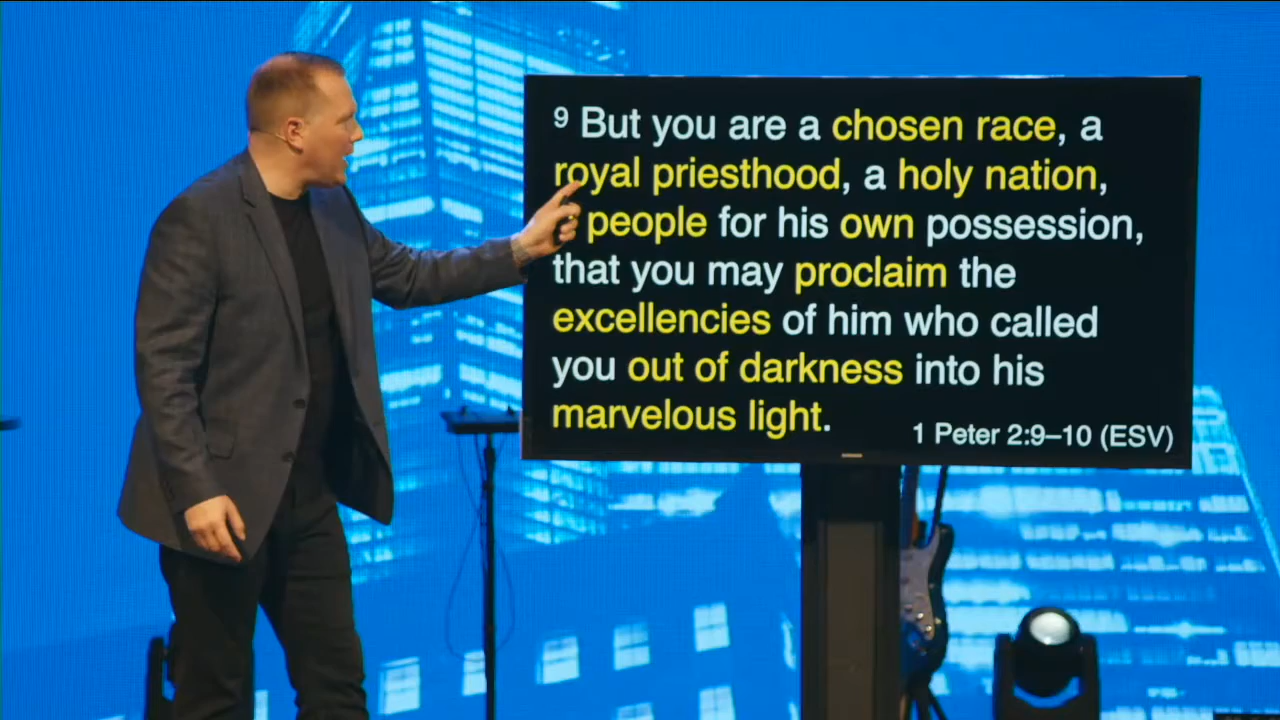 9 But you are a chosen race, a
royal priesthood, a holy nation,
people for his own possession,
that you may proclaim the
excellencies of him who called
you out of darkness into his
marvelous light.
1 Peter 2:9–10 (ESV)